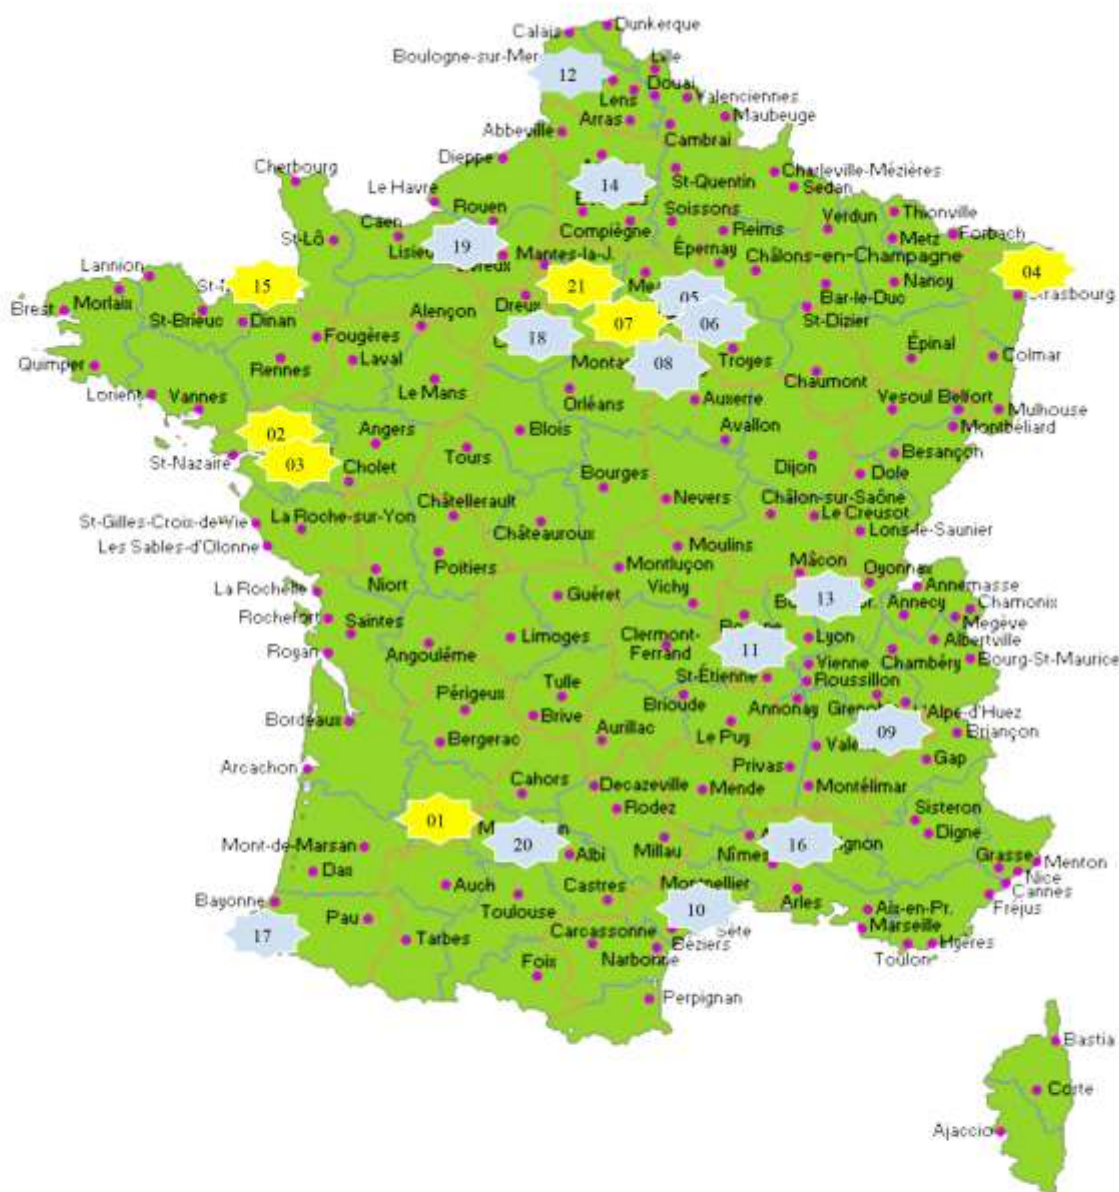 Dunkerque
Calais
Boulogne-sur-Mer
Lille
12
Douai
Lens
Valenciennes
Arras
Maubeuge
Abbeville
Cambrai
Dieppe
Cherbourg
Charleville-Mézières
14
St-Quentin
Sedan
Le Havre
Rouen
Soissons
Verdun
Thionville
Caen
Compiègne
Reims
St-Lô
19
Metz
Forbach
Mantes-la-J.
Épernay
Châlons-en-Champagne
Lannion
15
21
04
Nancy
Morlaix
05
Bar-le-Duc
Strasbourg
Brest
Dreux
St-Brieuc
Dinan
Alençon
07
06
St-Dizier
Fougères
18
Épinal
Colmar
Quimper
Rennes
Laval
08
Troyes
Chaumont
Le Mans
Lorient
Vannes
Orléans
Auxerre
Vesoul
Belfort
Mulhouse
02
Blois
Avallon
Montbéliard
Angers
St-Nazaire
03
Cholet
Tours
Dijon
Besançon
Bourges
Dole
Châtellerault
Nevers
Châlon-sur-Saône
St-Gilles-Croix-de-Vie
La Roche-sur-Yon
Châteauroux
Le Creusot
Lons-le-Saunier
Les Sables-d'Olonne
Moulins
Poitiers
Montluçon
Mâcon
Oyonnax
Niort
La Rochelle
Guéret
Vichy
13
Annemasse
Annecy
Chamonix
Rochefort
Megève
Saintes
Limoges
Clermont-
Ferrand
Lyon
Albertville
Royan
Angoulême
11
Vienne
Chambéry
Bourg-St-Maurice
St-Étienne
Roussillon
Périgeux
Tulle
Brioude
Annonay
L'Alpe-d'Huez
Bordeaux
Brive
Le Puy
09
Briançon
Bergerac
Aurillac
Arcachon
Privas
Gap
Cahors
Decazeville
Mende
Montélimar
Rodez
Sisteron
01
Digne
Mont-de-Marsan
20
Albi
Millau
16
Nîmes
Menton
Dax
Grasse
Nice
Auch
Castres
Montpellier
Cannes
Bayonne
Toulouse
Arles
Fréjus
Pau
10
Aix-en-Pr.
17
Tarbes
Carcassonne
Sète
Marseille
Béziers
Hyères
Foix
Narbonne
Toulon
Perpignan
Bastia
Corte
Ajaccio